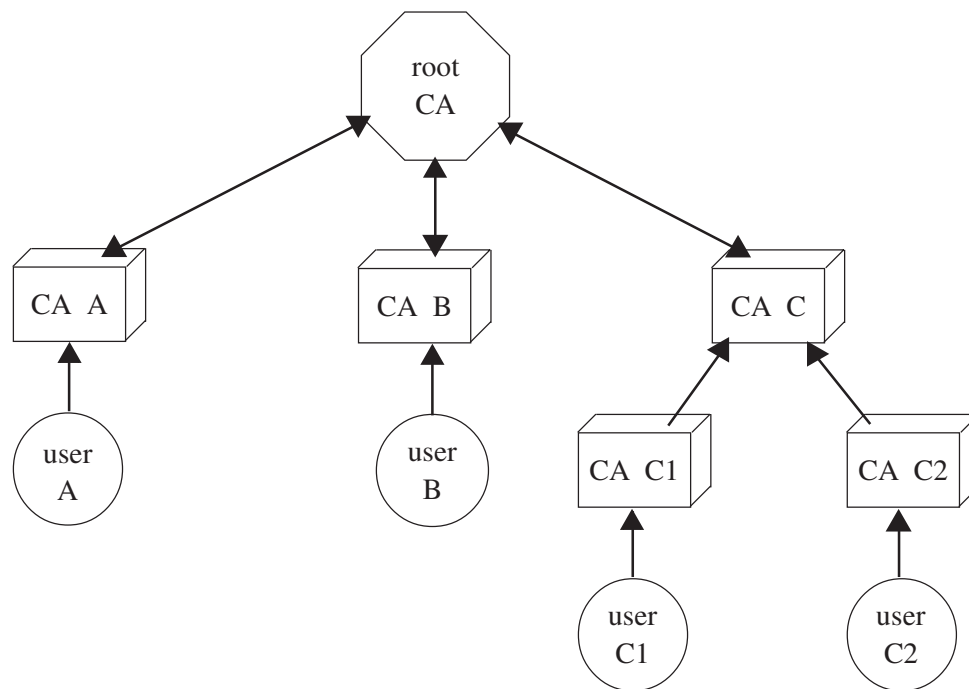 root
CA
CA A
CA B
CA C
user
A
user
B
CA C1
CA C2
user
C1
user
C2